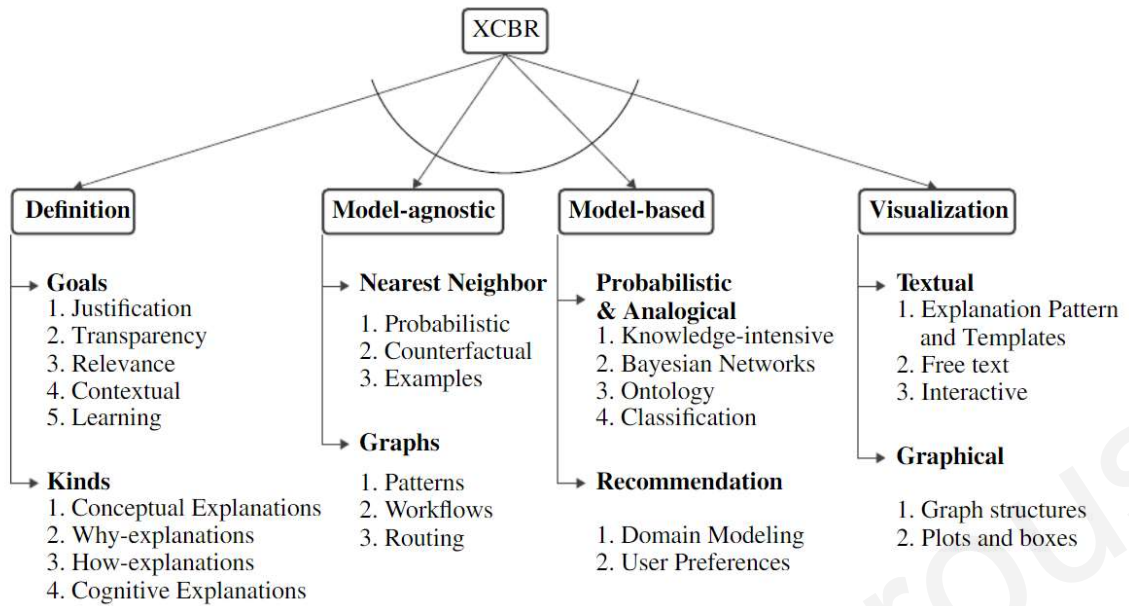 XCBR
Definition
Goals
1. Justification
2. Transparency
3. Relevance
4. Contextual
5. Learning
Kinds
1. Conceptual Explanations
2. Why-explanations
3. How-explanations
4. Cognitive Explanations
Model-agnostic
Nearest Neighbor
1. Probabilistic
2. Counterfactual
3. Examples
Graphs
1. Patterns
2. Workflows
3. Routing
Model-based
Probabilistic
& Analogical
1. Knowledge-intensive
2. Bayesian Networks
3. Ontology
4. Classification
Recommendation
1. Domain Modeling
2. User Preferences
Visualization
Textual
1. Explanation Pattern
and Templates
2. Free text
3. Interactive
Graphical
1. Graph structures
2. Plots and boxes